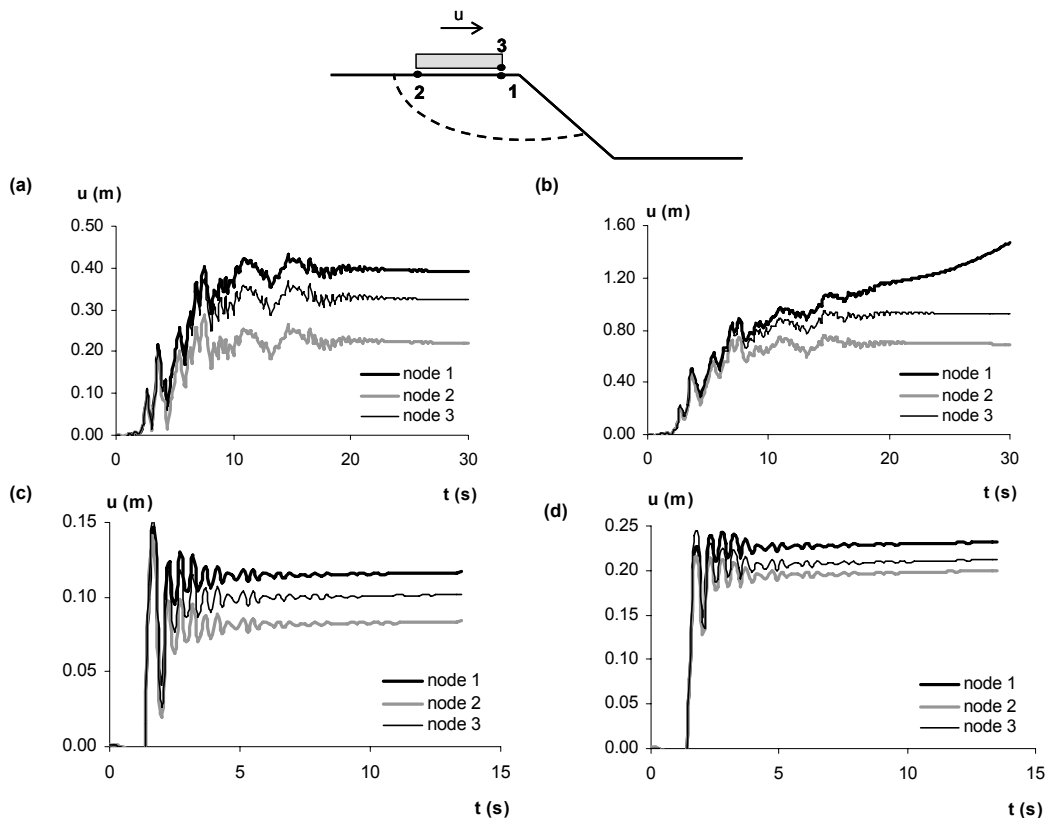 u
3
2
1
(a)
u (m)
0.50
0.40
0.30
0.20
0.10
0.00
node 1
node 2
node 3
0
10
20
30
t (s)
(b)
u (m)
1.60
1.20
0.80
0.40
0.00
node 1
node 2
node 3
0
10
20
30
t (s)
(c)
u (m)
0.15
0.10
0.05
0.00
node 1
node 2
node 3
0
5
10
15
t (s)
(d)
u (m)
0.25
0.20
0.15
0.10
0.05
0.00
node 1
node 2
node 3
0
5
10
15
t (s)